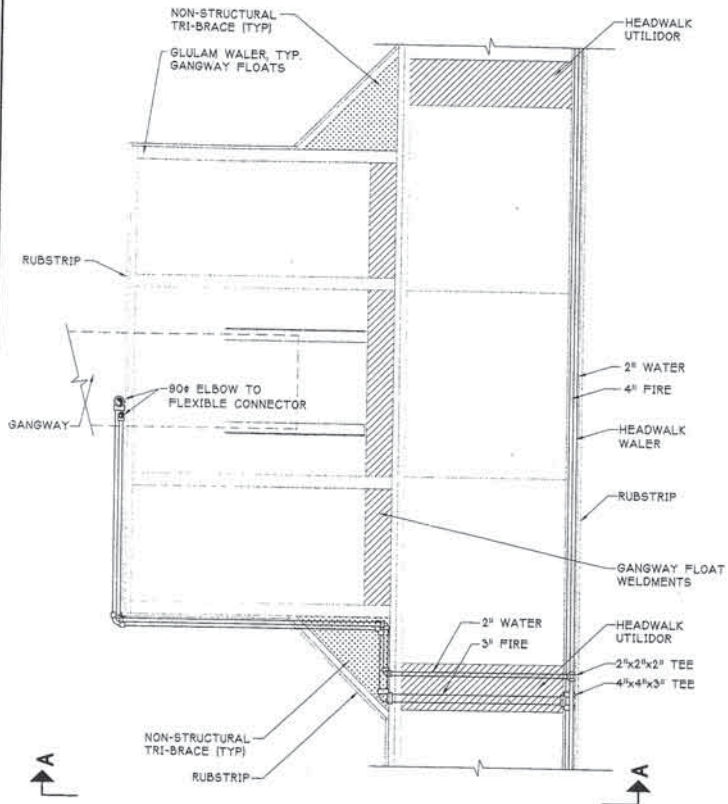 NON-STRUCTURAL
TRI-BRACE (TYP)
GLULAM WALER, TYP.
GANGWAY FLOATS
HEADWALK
UTILIDOR
RUBSTRIP
90° ELBOW TO
FLEXIBLE CONNECTOR
GANGWAY
2" WATER
4" FIRE
HEADWALK
WALER
RUBSTRIP
GANGWAY FLOAT
WELDMENTS
2" WATER
3" FIRE
HEADWALK
UTILIDOR
2"x2"x2" TEE
4"x4"x3" TEE
NON-STRUCTURAL
TRI-BRACE (TYP)
RUBSTRIP
A
A